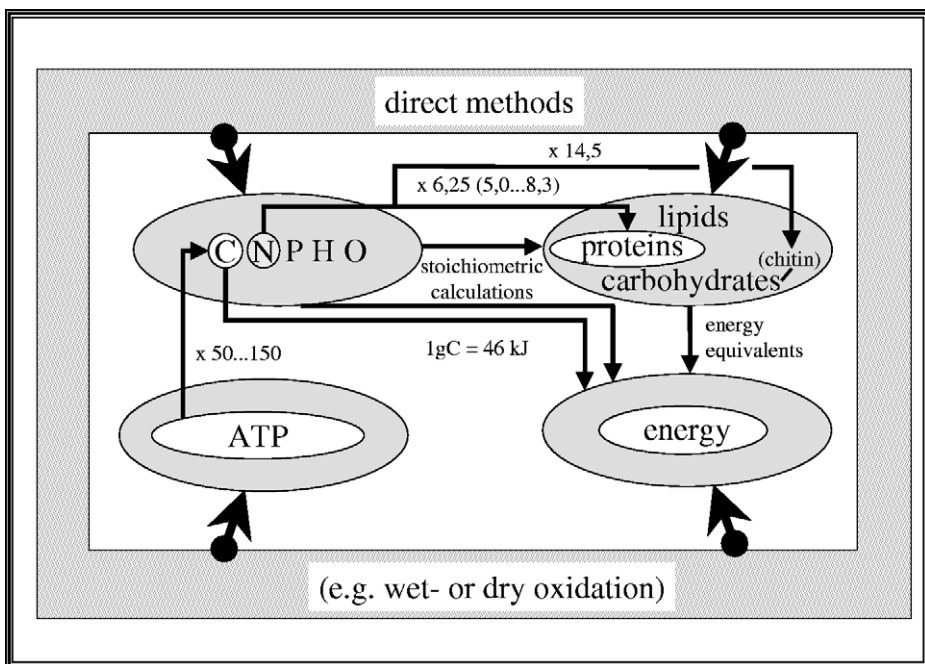 direct methods
x 14,5
x 6,25 (5,0...8,3)
lipids
C N P H O
proteins
(chitin)
stoichiometric
calculations
carbohydrates
x 50...150
1gC = 46 kJ
energy
equivalents
ATP
energy
(e.g. wet- or dry oxidation)